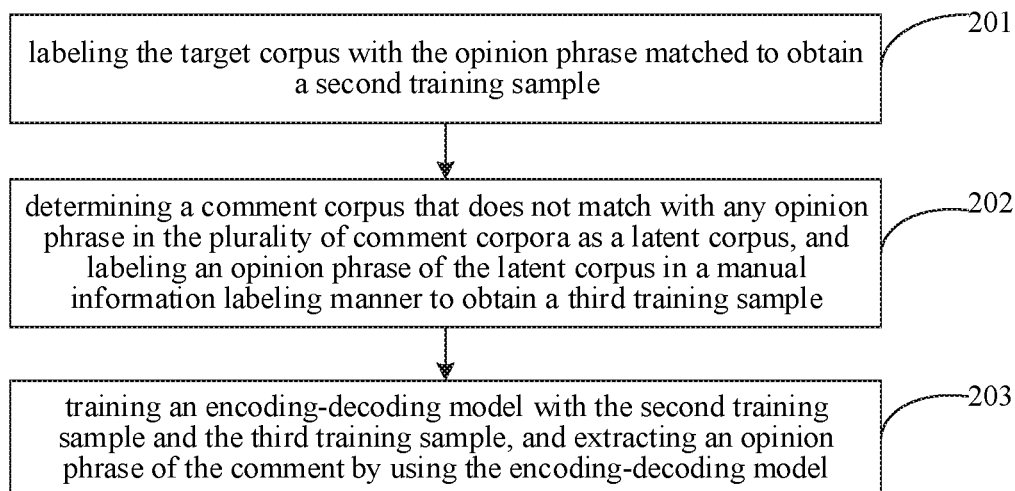 201
labeling the target corpus with the opinion phrase matched to obtain
a second training sample
202
determining a comment corpus that does not match with any opinion
phrase in the plurality of comment corpora as a latent corpus, and
labeling an opinion phrase of the latent corpus in a manual
information labeling manner to obtain a third training sample
203
training an encoding-decoding model with the second training
sample and the third training sample, and extracting an opinion
phrase of the comment by using the encoding-decoding model